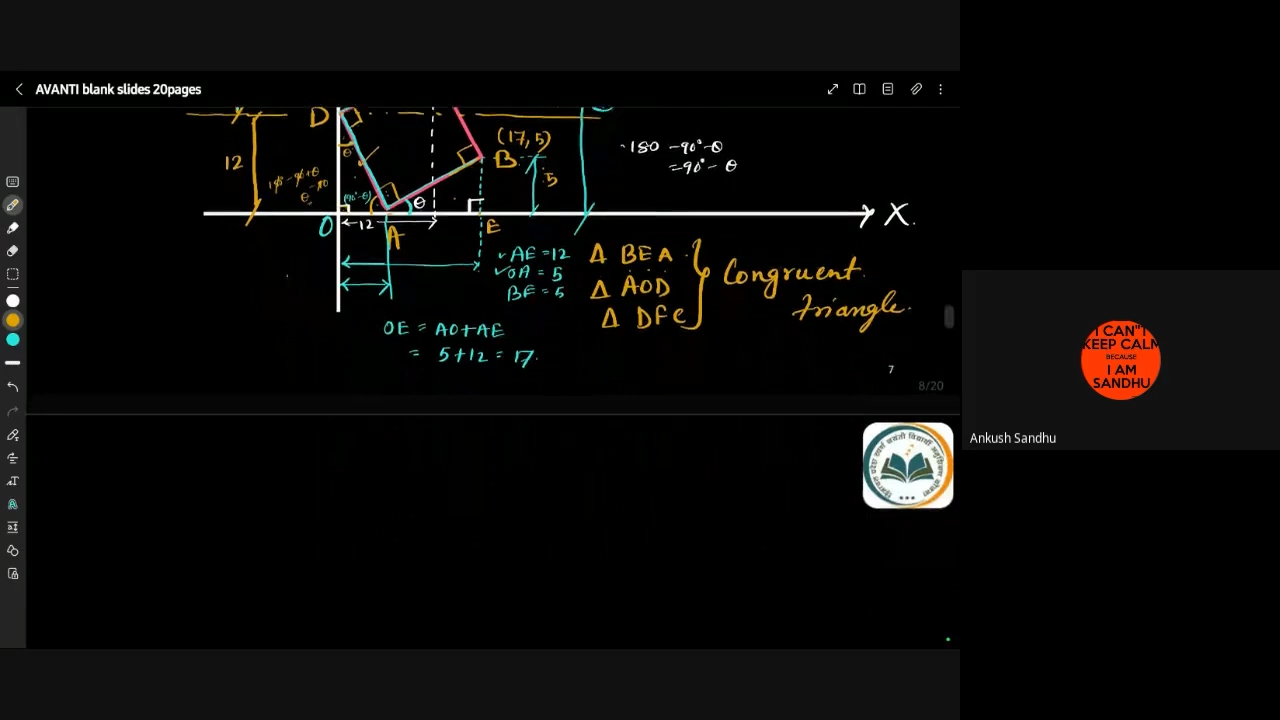 AVANTI blank slides 20pages
D
12
θ
(90°-θ)
(17, 5)
B
5
180 - 90° - θ
= 90° - θ
θ
O
12
A
E
X
AE = 12
OA = 5
BE = 5
Δ BEA
Δ AOD
Δ DFC
Congruent
triangle.
OE = AO + AE
= 5 + 12 = 17.
7
8/20
I CAN'T
KEEP CALM
BECAUSE
I AM
SANDHU
Ankush Sandhu